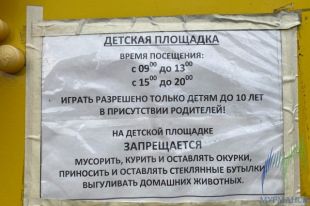 ДЕТСКАЯ ПЛОЩАДКА
ВРЕМЯ ПОСЕЩЕНИЯ:
с 09⁰⁰ до 13⁰⁰
с 15⁰⁰ до 20⁰⁰
ИГРАТЬ РАЗРЕШЕНО ТОЛЬКО ДЕТЯМ ДО 10 ЛЕТ
В ПРИСУТСТВИИ РОДИТЕЛЕЙ!
НА ДЕТСКОЙ ПЛОЩАДКЕ
ЗАПРЕЩАЕТСЯ
МУСОРИТЬ, КУРИТЬ И ОСТАВЛЯТЬ ОКУРКИ,
ПРИНОСИТЬ И ОСТАВЛЯТЬ СТЕКЛЯННЫЕ БУТЫЛКИ
ВЫГУЛИВАТЬ ДОМАШНИХ ЖИВОТНЫХ.